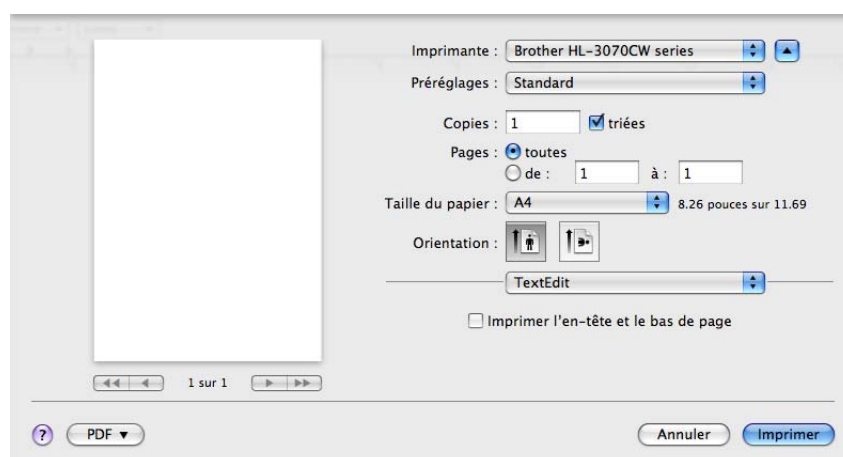 Imprimante : Brother HL-3070CW series
Préréglages : Standard
Copies : 1 triées
Pages : toutes
de : 1 à : 1
Taille du papier : A4 8.26 pouces sur 11.69
Orientation :
TextEdit
Imprimer l'en-tête et le bas de page
1 sur 1
? PDF Annuler Imprimer